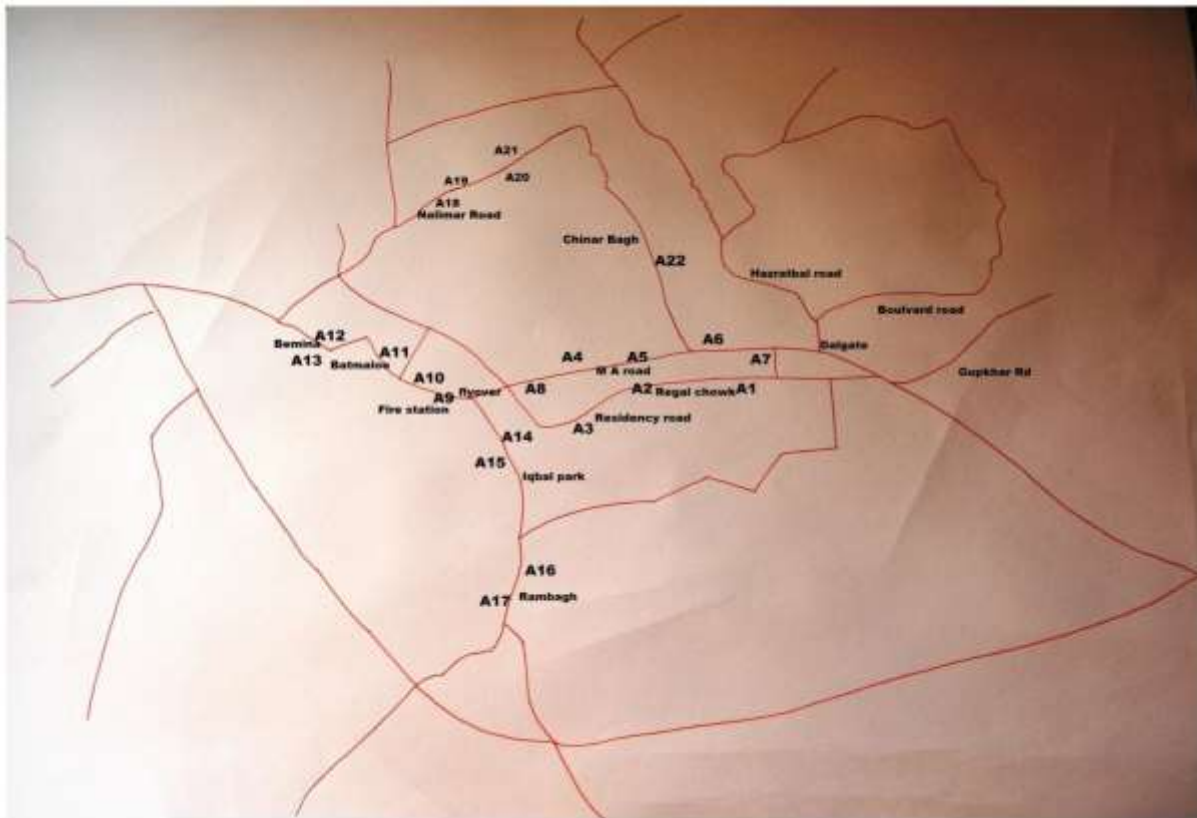 A21
A19
A20
A18
Nalimar Road
Chinar Bagh
A22
Hazratbal road
Boulvard road
A12
Bemina
A13
Batmaloe
A11
A6
Dalgate
A4
A5
A7
M A road
Gupkhar Rd
A10
A9
flyover
A8
A2
Regal chowk
A1
Fire station
A3
Residency road
A14
A15
Iqbal park
A16
A17
Rambagh